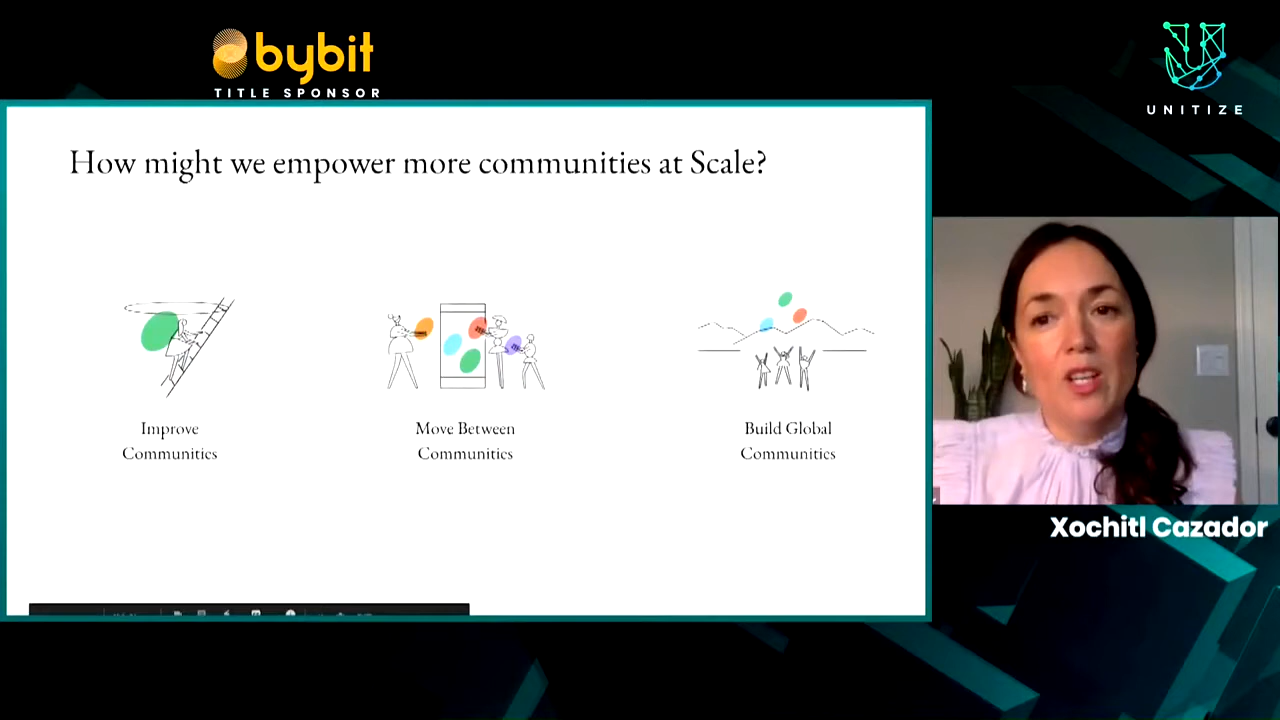 bybit
TITLE SPONSOR
UNITIZE
How might we empower more communities at Scale?
Improve
Communities
Move Between
Communities
Build Global
Communities
Xochitl Cazador